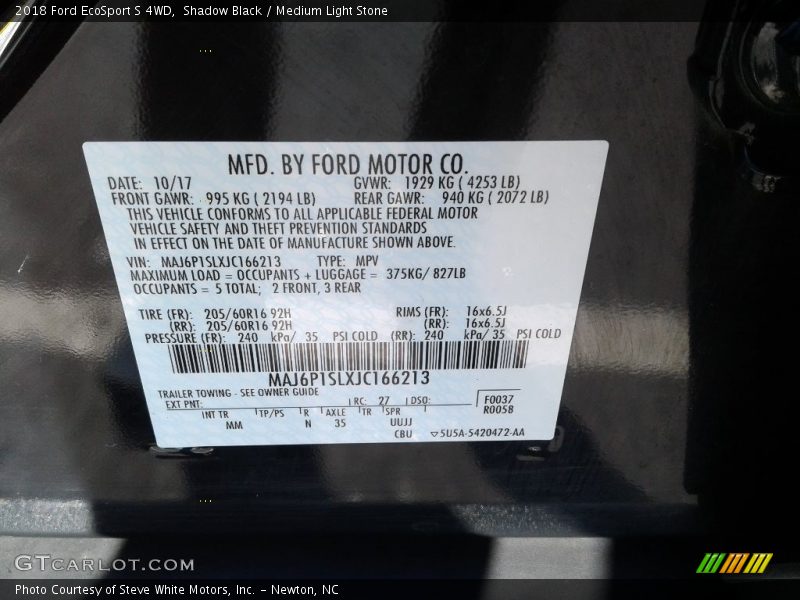 2018 Ford EcoSport S 4WD, Shadow Black / Medium Light Stone
MFD. BY FORD MOTOR CO.
DATE: 10/17 GVWR: 1929 KG ( 4253 LB)
FRONT GAWR: 995 KG ( 2194 LB) REAR GAWR: 940 KG ( 2072 LB)
THIS VEHICLE CONFORMS TO ALL APPLICABLE FEDERAL MOTOR
VEHICLE SAFETY AND THEFT PREVENTION STANDARDS
IN EFFECT ON THE DATE OF MANUFACTURE SHOWN ABOVE.
VIN: MAJ6P1SLXJC166213 TYPE: MPV
MAXIMUM LOAD = OCCUPANTS + LUGGAGE = 375KG/ 827LB
OCCUPANTS = 5 TOTAL; 2 FRONT, 3 REAR
TIRE (FR): 205/60R16 92H RIMS (FR): 16x6.5J
(RR): 205/60R16 92H (RR): 16x6.5J
PRESSURE (FR): 240 kPa/ 35 PSI COLD (RR): 240 kPa/ 35 PSI COLD
MAJ6P1SLXJC166213
TRAILER TOWING - SEE OWNER GUIDE
EXT PNT: RC: 27 DSO: F0037
R0058
INT TR TP/PS R AXLE TR SPR
MM N 35 UUJJ
CBU 5U5A-5420472-AA
GTCARLOT.COM
Photo Courtesy of Steve White Motors, Inc. – Newton, NC